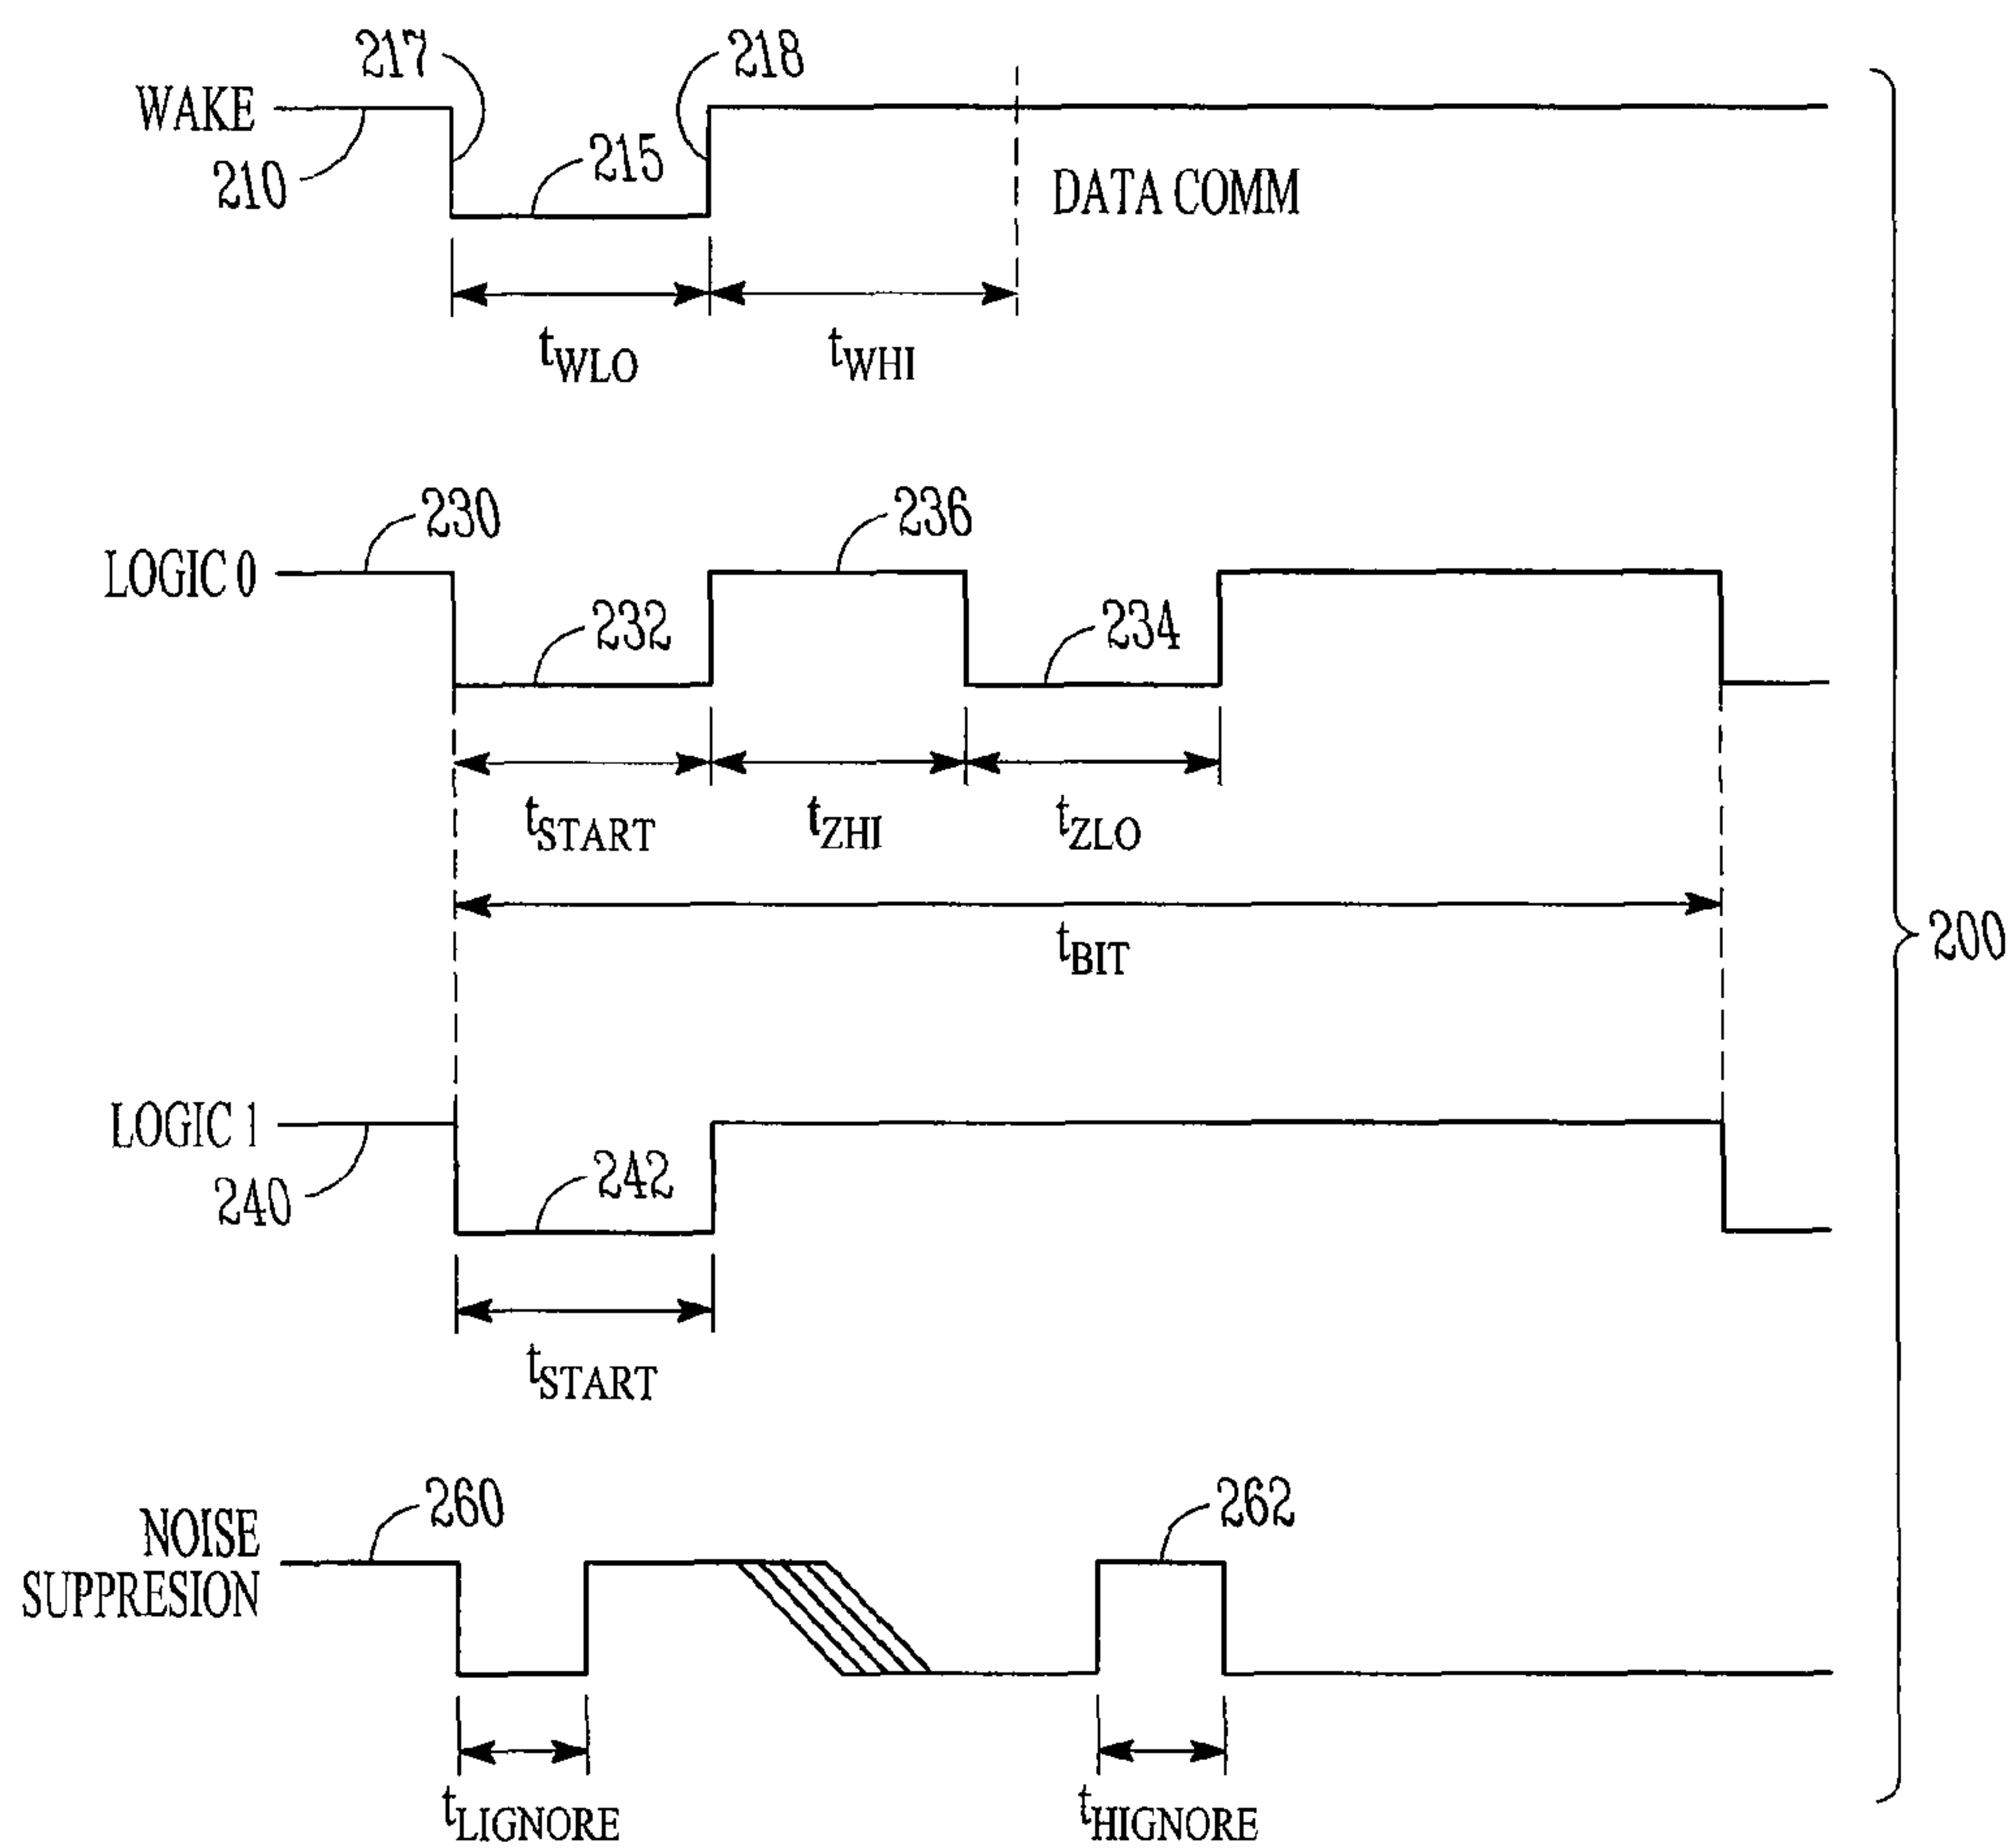 217
218
WAKE
210
215
DATA COMM
tWLO
tWHI
230
236
LOGIC 0
232
234
tSTART
tZHI
tZLO
tBIT
200
LOGIC 1
240
242
tSTART
260
262
NOISE
SUPPRESION
tLIGNORE
tHIGNORE